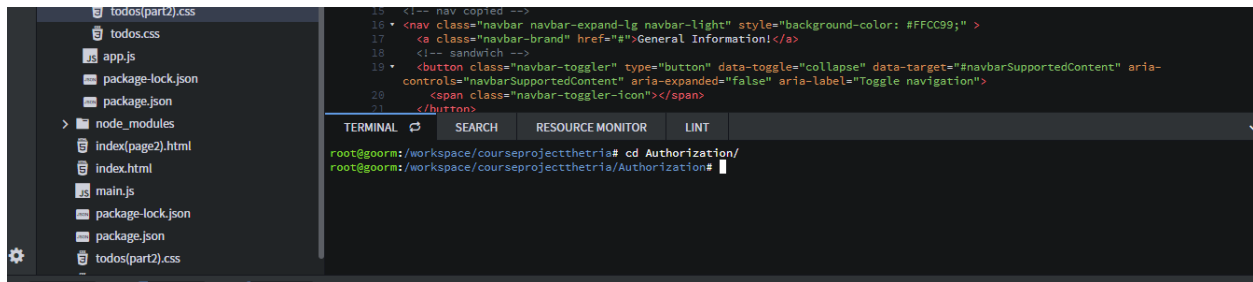 todos(part2).css
todos.css
app.js
package-lock.json
package.json
node_modules
index(page2).html
index.html
main.js
package-lock.json
package.json
todos(part2).css
15 <!-- nav copied -->
16 <nav class="navbar navbar-expand-lg navbar-light" style="background-color: #FFCC99;" >
17 <a class="navbar-brand" href="#">General Information!</a>
18 <!-- sandwich -->
19 <button class="navbar-toggler" type="button" data-toggle="collapse" data-target="#navbarSupportedContent" aria-
controls="navbarSupportedContent" aria-expanded="false" aria-label="Toggle navigation">
20 <span class="navbar-toggler-icon"></span>
21 </button>
TERMINAL SEARCH RESOURCE MONITOR LINT
root@goorm:/workspace/courseprojectthetria# cd Authorization/
root@goorm:/workspace/courseprojectthetria/Authorization#